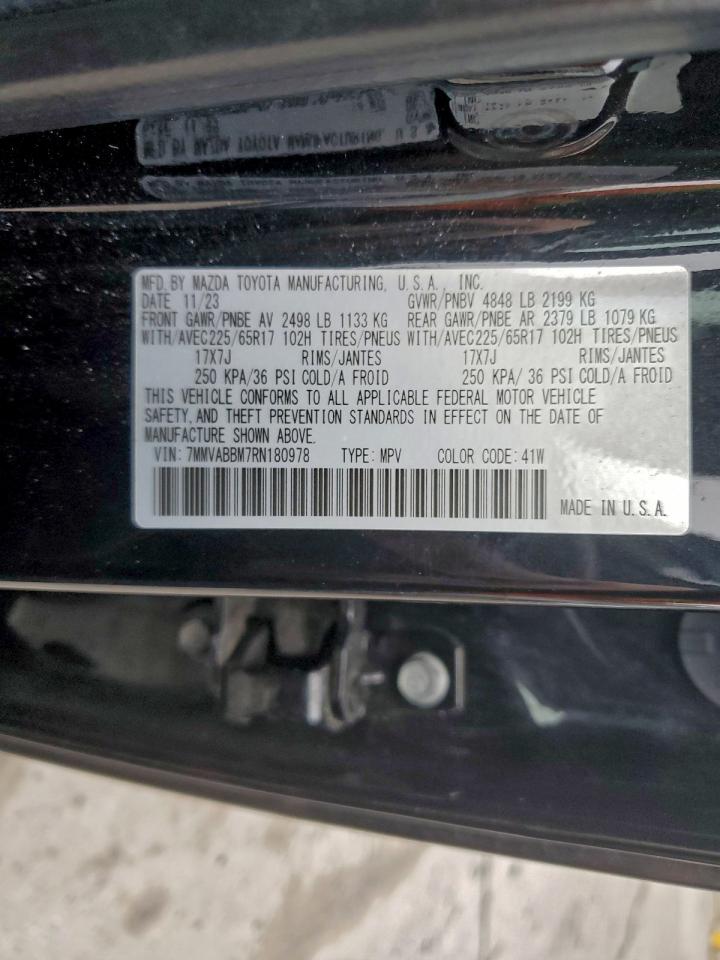 MFD. BY MAZDA TOYOTA MANUFACTURING, U.S.A., INC.
DATE 11/23 GVWR/PNBV 4848 LB 2199 KG
FRONT GAWR/PNBE AV 2498 LB 1133 KG REAR GAWR/PNBE AR 2379 LB 1079 KG
WITH/AVEC225/65R17 102H TIRES/PNEUS WITH/AVEC225/65R17 102H TIRES/PNEUS
17X7J RIMS/JANTES 17X7J RIMS/JANTES
250 KPA/36 PSI COLD/A FROID 250 KPA/ 36 PSI COLD/A FROID
THIS VEHICLE CONFORMS TO ALL APPLICABLE FEDERAL MOTOR VEHICLE
SAFETY, AND THEFT PREVENTION STANDARDS IN EFFECT ON THE DATE OF
MANUFACTURE SHOWN ABOVE.
VIN: 7MMVABBM7RN180978 TYPE: MPV COLOR CODE: 41W
MADE IN U.S.A.